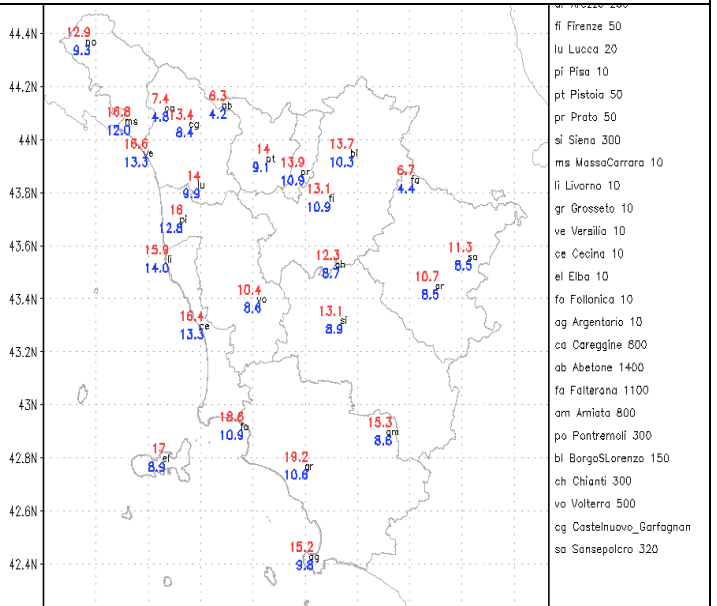 fi Firenze 50
lu Lucca 20
pi Pisa 10
pt Pistoia 50
pr Prato 50
si Siena 300
ms MassaCarrara 10
li Livorno 10
gr Grosseto 10
ve Versilia 10
ce Cecina 10
el Elba 10
fo Follonica 10
ag Argentario 10
ca Careggine 800
ab Abetone 1400
fa Falterona 1100
am Amiata 800
po Pontremoli 300
bl BorgoSLorenzo 150
ch Chianti 300
vo Volterra 500
cg Castelnuovo_Garfagnan
sa Sansepolcro 320
44.4N
44.2N
44N
43.8N
43.6N
43.4N
43.2N
43N
42.8N
42.6N
42.4N
12.9
po
9.3
7.4
ca
4.8
6.3
ab
4.2
16.8
ms
12.0
13.4
cg
8.4
16.6
ve
13.3
14
pt
9.1
13.9
pr
10.9
13.7
bl
10.3
6.7
fa
4.4
14
lu
9.9
13.1
fi
10.9
16
pi
12.8
15.9
li
14.0
12.3
ch
8.7
11.3
sa
8.5
10.7
ar
8.5
10.4
vo
16.4
ce
13.3
13.1
si
8.9
18.6
fo
10.9
15.3
am
8.6
17
el
8.9
19.2
gr
10.6
15.2
ag
9.8